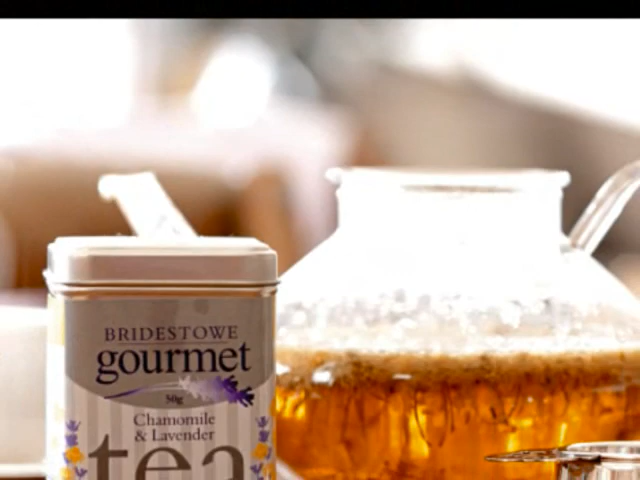 BRIDESTOWE
gourmet
50g
Chamomile
& Lavender
tea